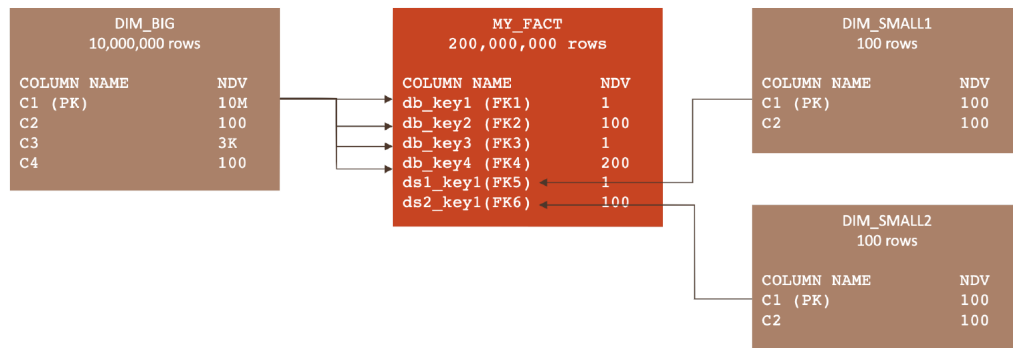 DIM_BIG
10,000,000 rows
COLUMN NAME NDV
C1 (PK) 10M
C2 100
C3 3K
C4 100
MY_FACT
200,000,000 rows
COLUMN NAME NDV
db_key1 (FK1) 1
db_key2 (FK2) 100
db_key3 (FK3) 1
db_key4 (FK4) 200
ds1_key1(FK5) 1
ds2_key1(FK6) 100
DIM_SMALL1
100 rows
COLUMN NAME NDV
C1 (PK) 100
C2 100
DIM_SMALL2
100 rows
COLUMN NAME NDV
C1 (PK) 100
C2 100